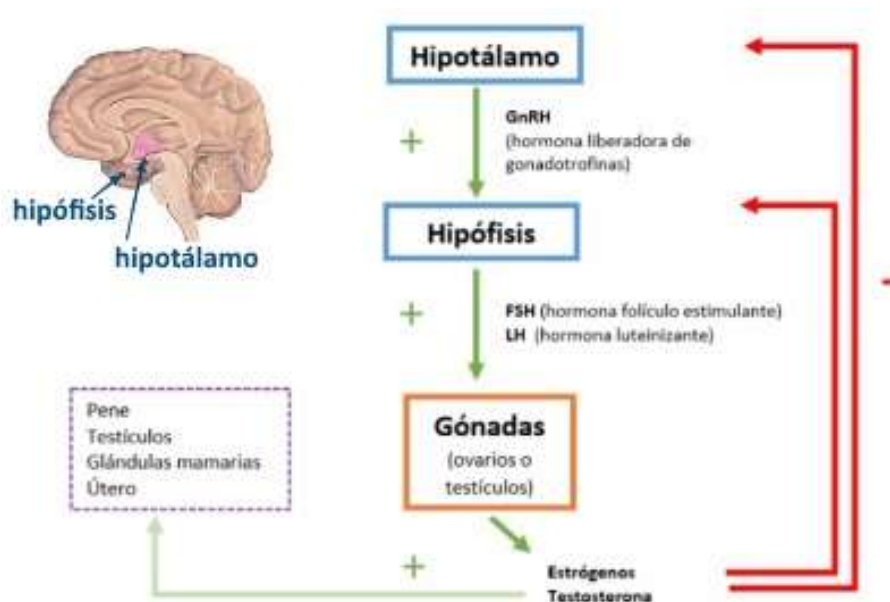 Hipotálamo
+
GnRH
(hormona liberadora de
gonadotrofinas)
hipófisis
hipotálamo
Hipófisis
+
FSH (hormona folículo estimulante)
LH (hormona luteinizante)
-
Pene
Testículos
Glándulas mamarias
Útero
Gónadas
(ovarios o
testículos)
+
Estrógenos
Testosterona